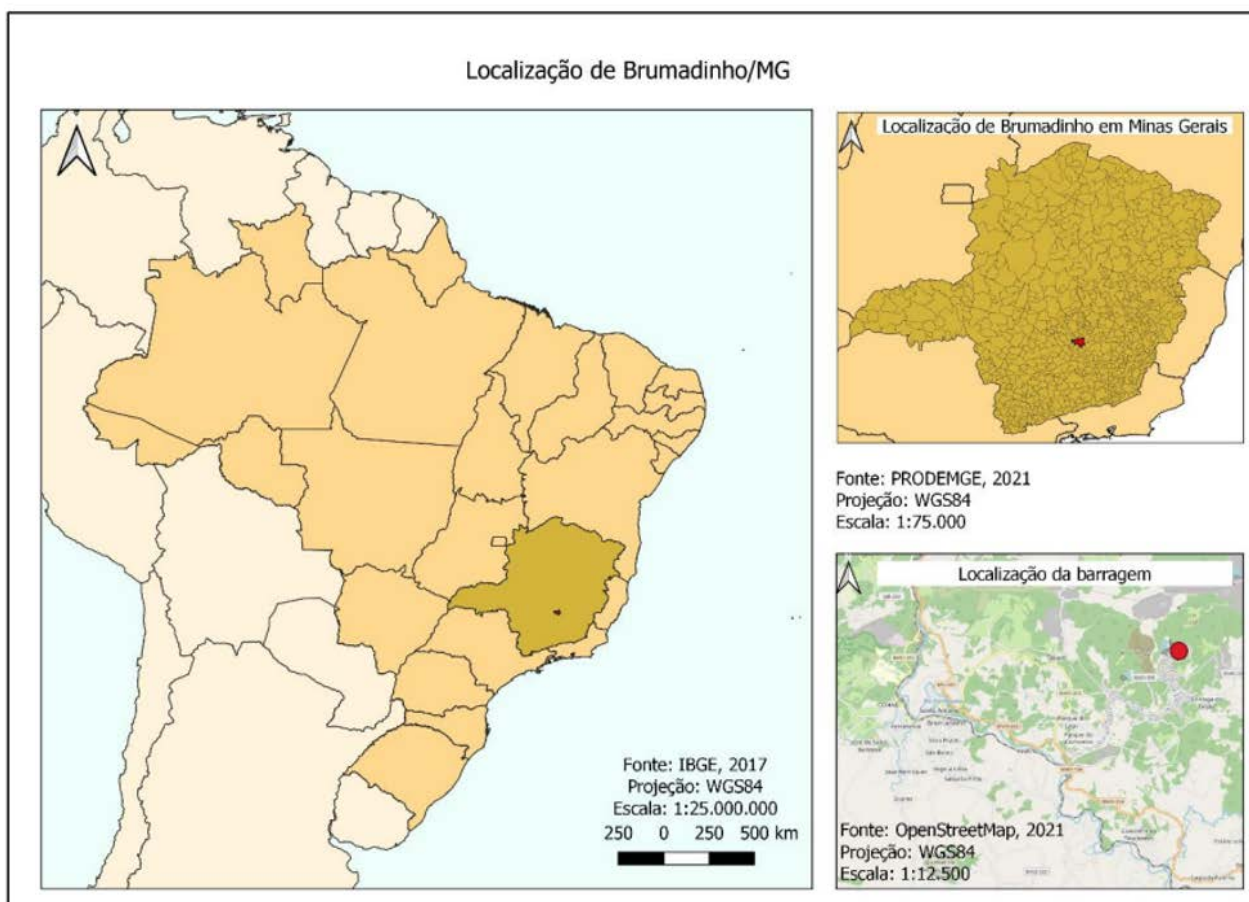 Localização de Brumadinho/MG
Localização de Brumadinho em Minas Gerais
Fonte: PRODEMGE, 2021
Projeção: WGS84
Escala: 1:75.000
Fonte: IBGE, 2017
Projeção: WGS84
Escala: 1:25.000.000
250 0 250 500 km
Localização da barragem
Fonte: OpenStreetMap, 2021
Projeção: WGS84
Escala: 1:12.500